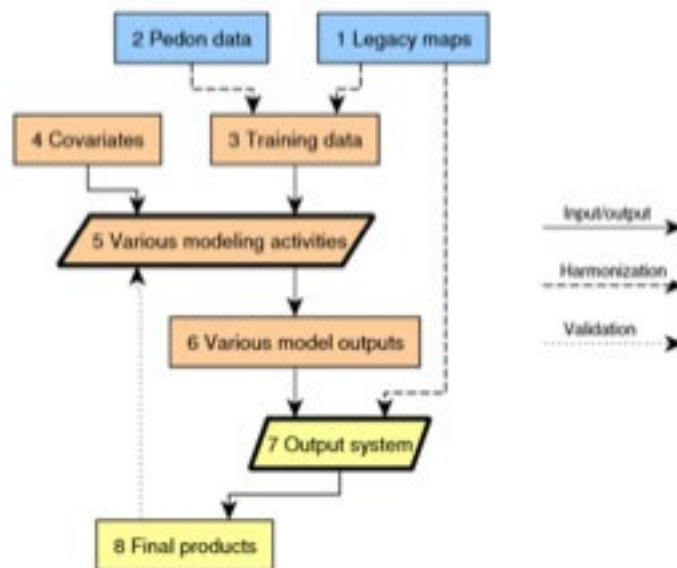 2 Pedon data
1 Legacy maps
4 Covariates
3 Training data
5 Various modeling activities
6 Various model outputs
7 Output system
8 Final products
Input/output
Harmonization
Validation